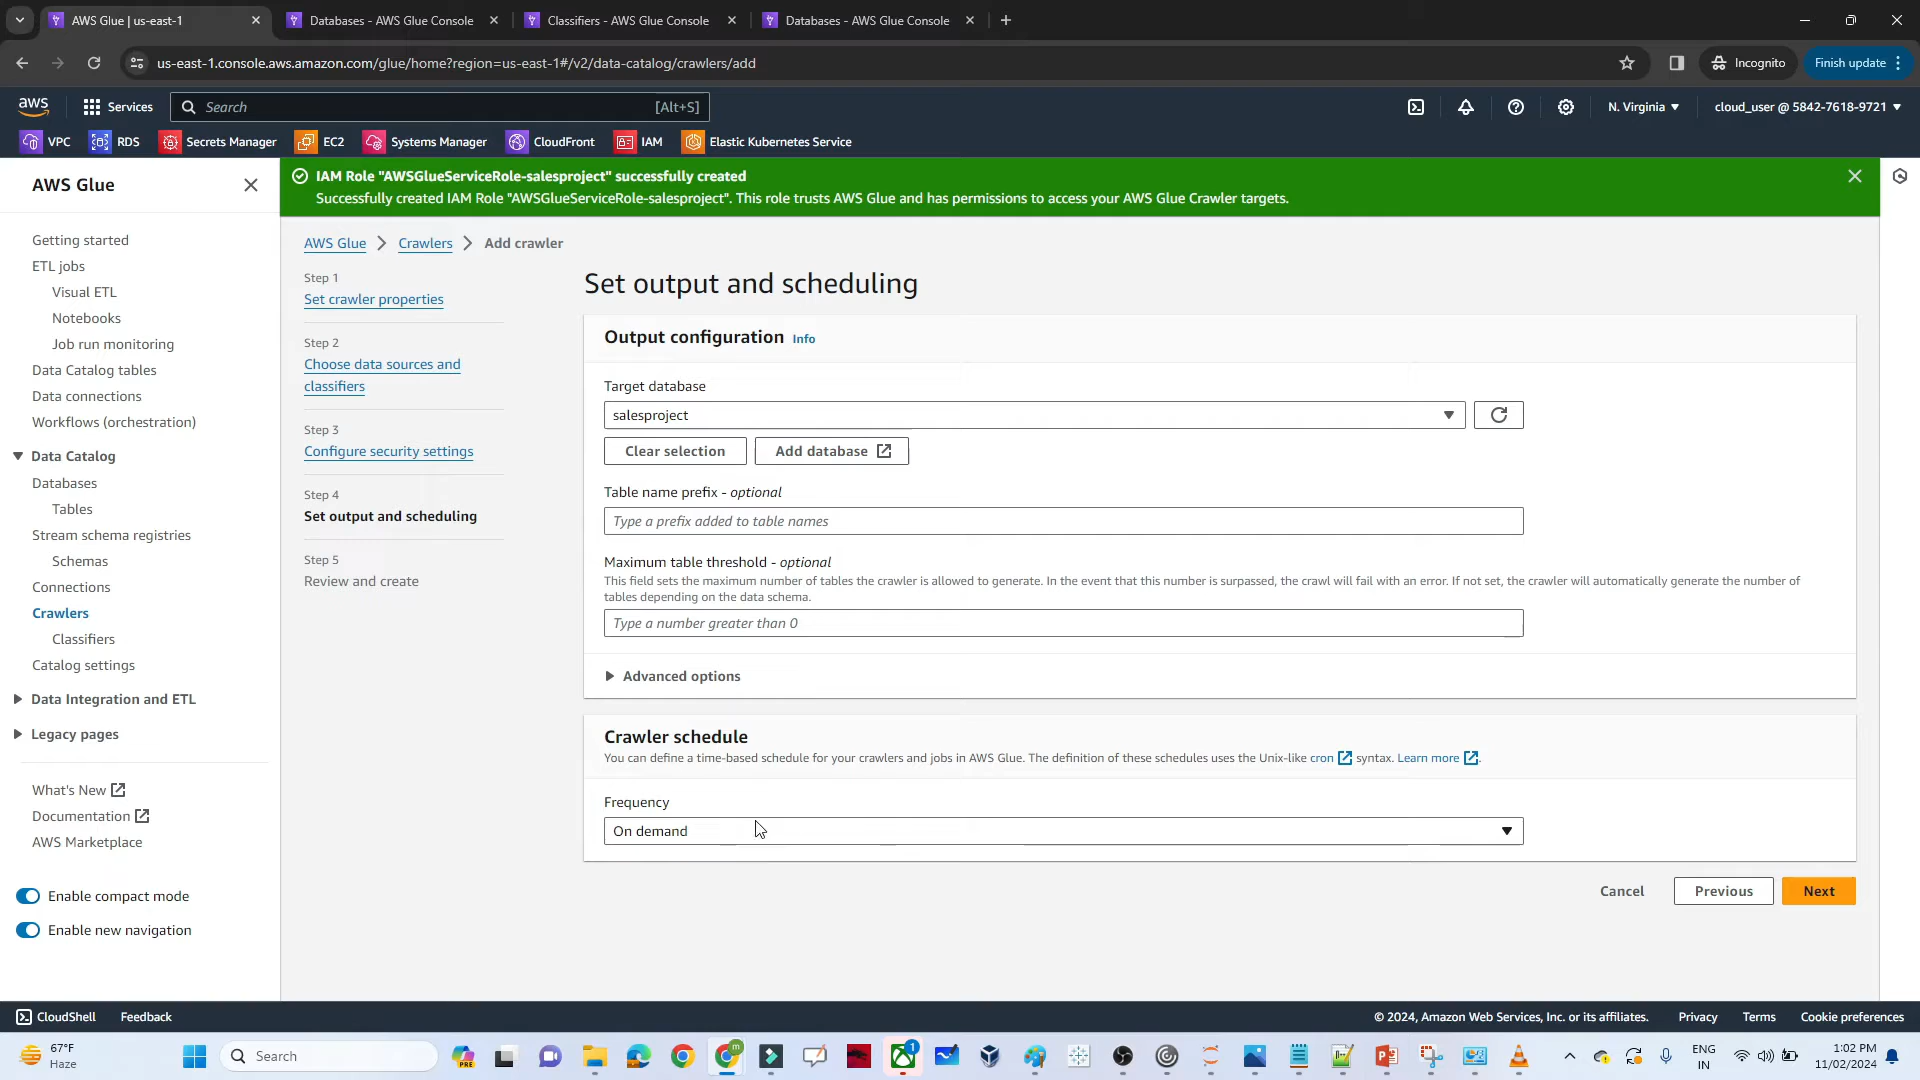 AWS Glue | us-east-1
Databases - AWS Glue Console
Classifiers - AWS Glue Console
Databases - AWS Glue Console
us-east-1.console.aws.amazon.com/glue/home?region=us-east-1#/v2/data-catalog/crawlers/add
Incognito
Finish update
aws
Services
Search
[Alt+S]
N. Virginia
cloud_user @ 5842-7618-9721
VPC
RDS
Secrets Manager
EC2
Systems Manager
CloudFront
IAM
Elastic Kubernetes Service
AWS Glue
Getting started
ETL jobs
Visual ETL
Notebooks
Job run monitoring
Data Catalog tables
Data connections
Workflows (orchestration)
Data Catalog
Databases
Tables
Stream schema registries
Schemas
Connections
Crawlers
Classifiers
Catalog settings
Data Integration and ETL
Legacy pages
What's New
Documentation
AWS Marketplace
Enable compact mode
Enable new navigation
IAM Role "AWSGlueServiceRole-salesproject" successfully created
Successfully created IAM Role "AWSGlueServiceRole-salesproject". This role trusts AWS Glue and has permissions to access your AWS Glue Crawler targets.
AWS Glue
Crawlers
Add crawler
Step 1
Set crawler properties
Step 2
Choose data sources and
classifiers
Step 3
Configure security settings
Step 4
Set output and scheduling
Step 5
Review and create
Set output and scheduling
Output configuration Info
Target database
salesproject
Clear selection
Add database
Table name prefix - optional
Type a prefix added to table names
Maximum table threshold - optional
This field sets the maximum number of tables the crawler is allowed to generate. In the event that this number is surpassed, the crawl will fail with an error. If not set, the crawler will automatically generate the number of
tables depending on the data schema.
Type a number greater than 0
Advanced options
Crawler schedule
You can define a time-based schedule for your crawlers and jobs in AWS Glue. The definition of these schedules uses the Unix-like cron syntax. Learn more .
Frequency
On demand
Cancel
Previous
Next
CloudShell
Feedback
© 2024, Amazon Web Services, Inc. or its affiliates.
Privacy
Terms
Cookie preferences
67°F
Haze
Search
PRE
m
1
ENG
IN
1:02 PM
11/02/2024